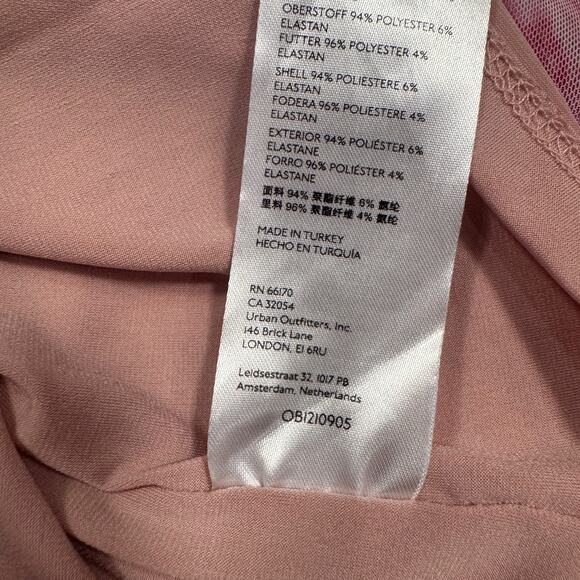 OBERSTOFF 94% POLYESTER 6%
ELASTAN
FUTTER 96% POLYESTER 4%
ELASTAN
SHELL 94% POLIESTERE 6%
ELASTAN
FODERA 96% POLIESTERE 4%
ELASTAN
EXTERIOR 94% POLIÉSTER 6%
ELASTANE
FORRO 96% POLIÉSTER 4%
ELASTANE
面料 94% 聚酯纤维 6% 氨纶
里料 96% 聚酯纤维 4% 氨纶
MADE IN TURKEY
HECHO EN TURQUÍA
RN 66170
CA 32054
Urban Outfitters, Inc.
146 Brick Lane
LONDON, E1 6RU
Leidsestraat 32, 1017 PB
Amsterdam, Netherlands
OB1210905